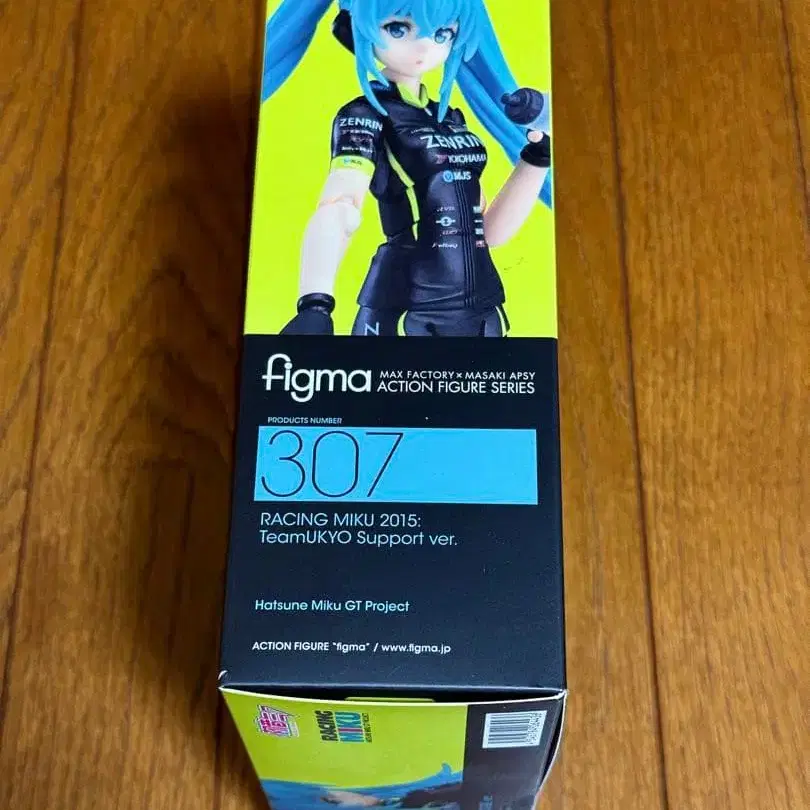 ZENRIN
ZENRIN
YOKOHAMA
MJS
Z
figma MAX FACTORY × MASAKI APSY
ACTION FIGURE SERIES
PRODUCTS NUMBER
307
RACING MIKU 2015:
TeamUKYO Support ver.
Hatsune Miku GT Project
ACTION FIGURE "figma" / www.figma.jp
RACING
MIKU